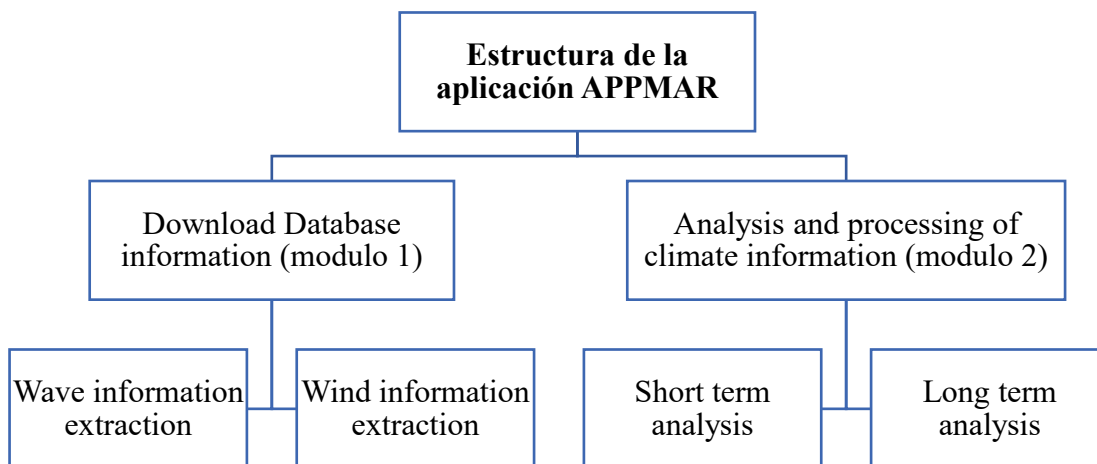 Estructura de la
aplicación APPMAR
Download Database
information (modulo 1)
Analysis and processing of
climate information (modulo 2)
Wave information
extraction
Wind information
extraction
Short term
analysis
Long term
analysis